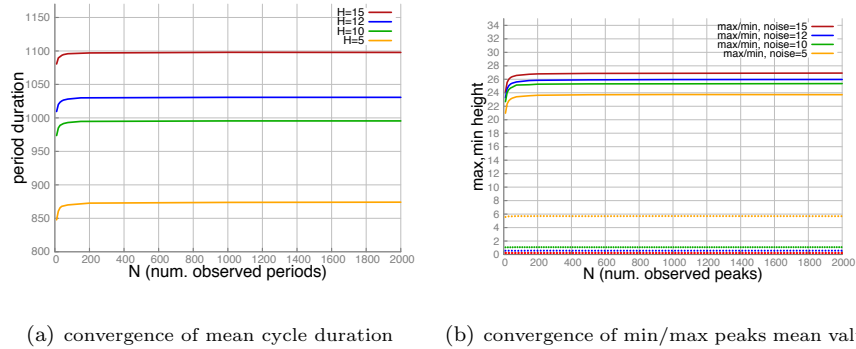 H=15
H=12
H=10
H=5
1150
1100
1050
1000
950
900
850
800
period duration
0 200 400 600 800 1000 1200 1400 1600 1800 2000
N (num. observed periods)
(a) convergence of mean cycle duration
max/min, noise=15
max/min, noise=12
max/min, noise=10
max/min, noise=5
34
32
30
28
26
24
22
20
18
16
14
12
10
8
6
4
2
0
max,min height
0 200 400 600 800 1000 1200 1400 1600 1800 2000
N (num. observed peaks)
(b) convergence of min/max peaks mean val